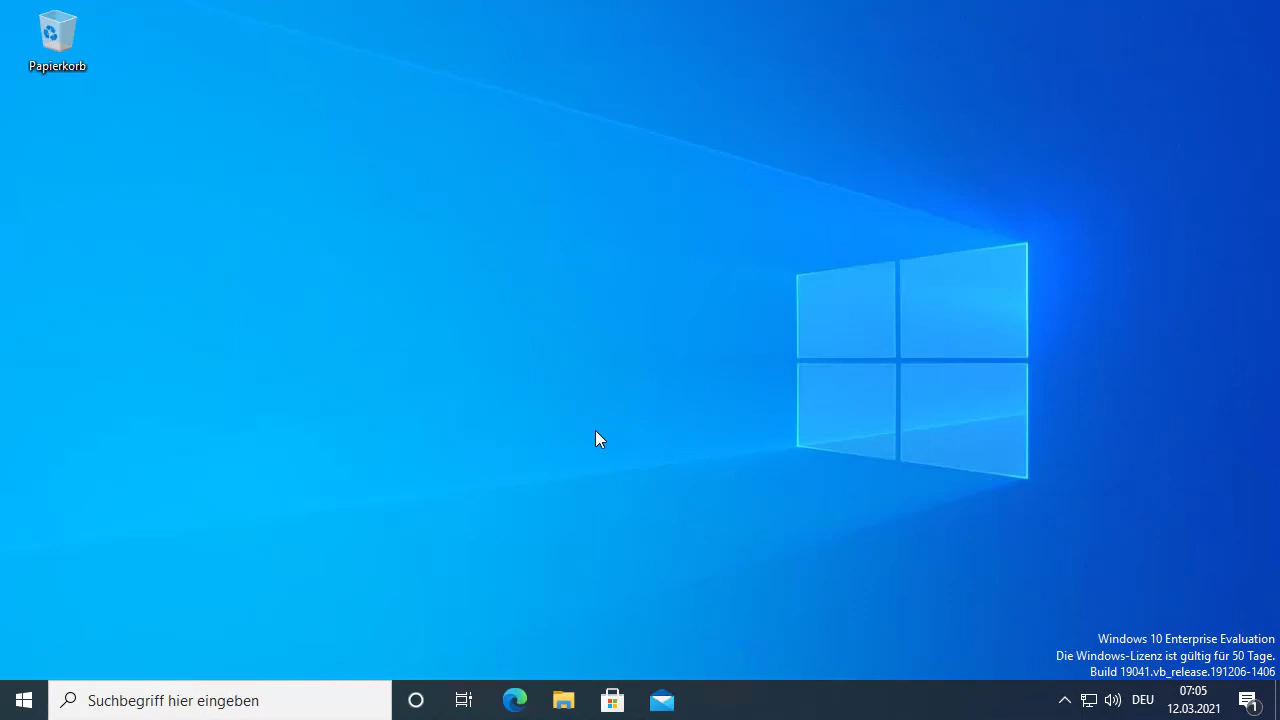 Papierkorb
Windows 10 Enterprise Evaluation
Die Windows-Lizenz ist gültig für 50 Tage.
Build 19041.vb_release.191206-1406
Suchbegriff hier eingeben
DEU
07:05
12.03.2021
1